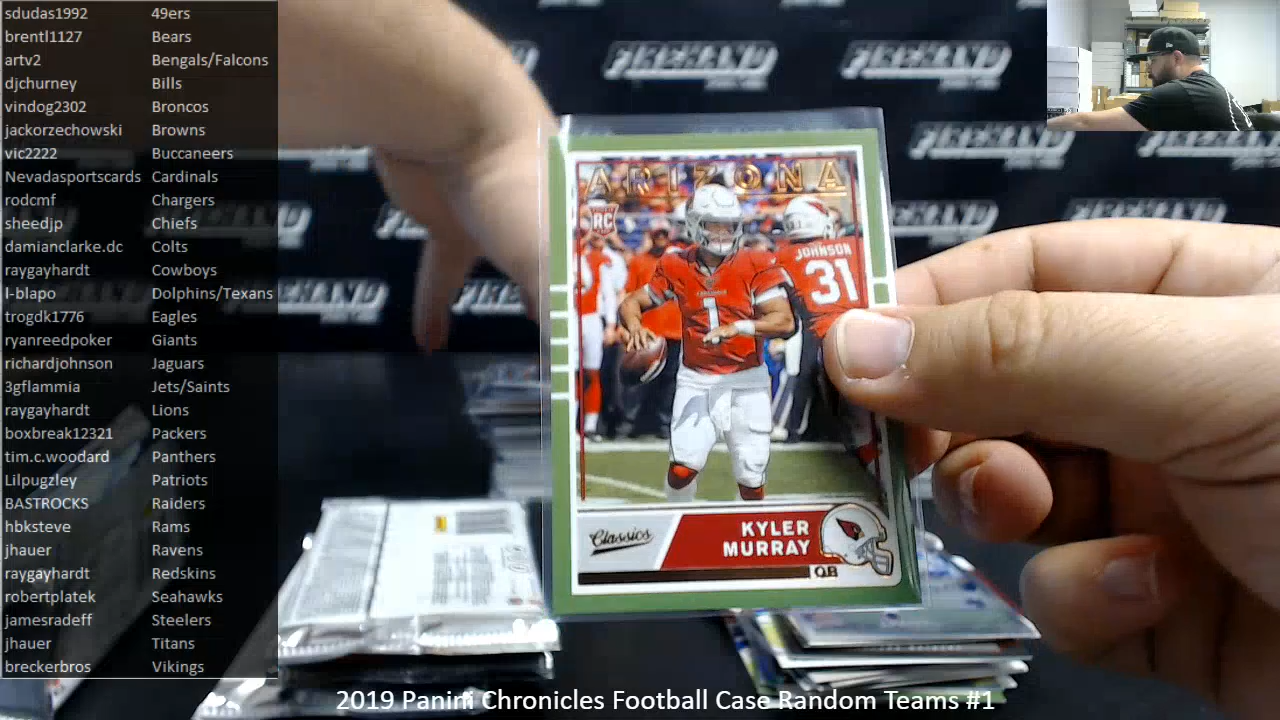 sdudas1992 49ers
brentl1127 Bears
artv2 Bengals/Falcons
djchurney Bills
vindog2302 Broncos
jackorzechowski Browns
vic2222 Buccaneers
Nevadasportscards Cardinals
rodcmf Chargers
sheedjp Chiefs
damianclarke.dc Colts
raygayhardt Cowboys
l-blapo Dolphins/Texans
trogdk1776 Eagles
ryanreedpoker Giants
richardjohnson Jaguars
3gflammia Jets/Saints
raygayhardt Lions
boxbreak12321 Packers
tim.c.woodard Panthers
Lilpugzley Patriots
BASTROCKS Raiders
hbksteve Rams
jhauer Ravens
raygayhardt Redskins
robertplatek Seahawks
jamesradeff Steelers
jhauer Titans
breckerbros Vikings
FIREHAND FIREHAND
FIREHAND
ARIZONA
RC
JOHNSON
31
1
Classics
KYLER
MURRAY
QB
2019 Panini Chronicles Football Case Random Teams #1